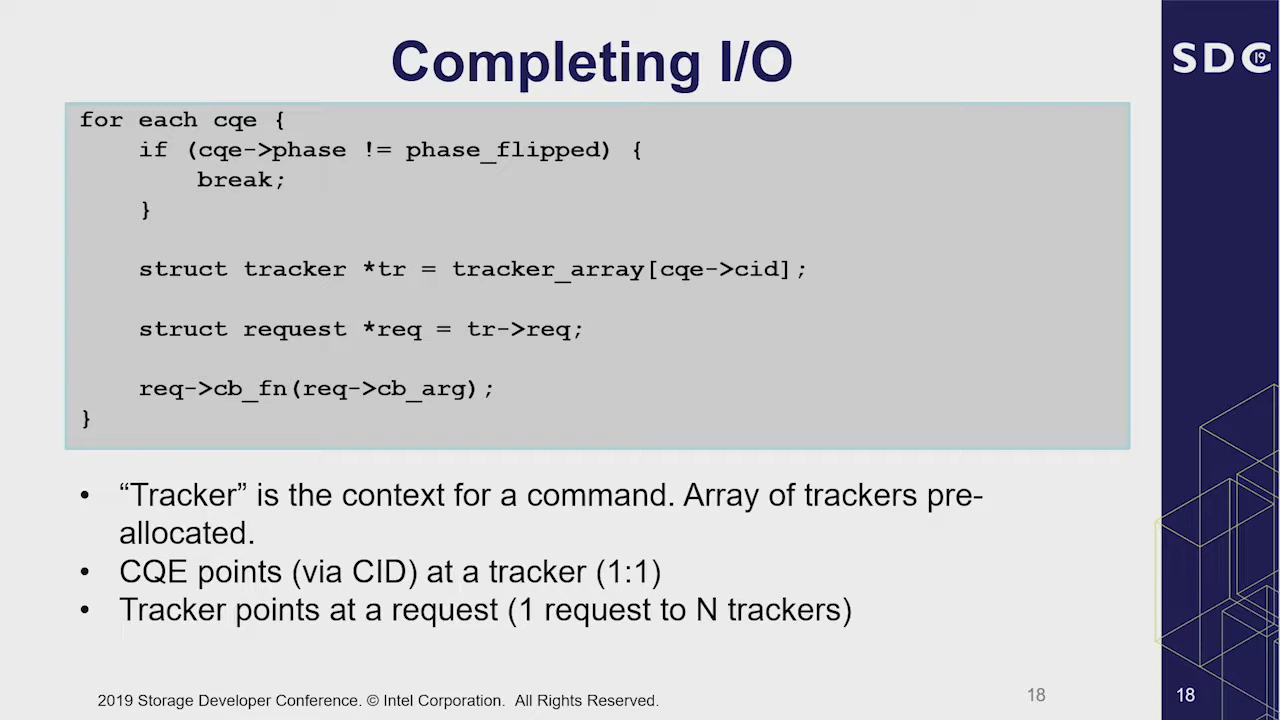 Completing I/O
SDC 19
for each cqe {
if (cqe->phase != phase_flipped) {
break;
}
struct tracker *tr = tracker_array[cqe->cid];
struct request *req = tr->req;
req->cb_fn(req->cb_arg);
}
• “Tracker” is the context for a command. Array of trackers pre-
allocated.
• CQE points (via CID) at a tracker (1:1)
• Tracker points at a request (1 request to N trackers)
2019 Storage Developer Conference. © Intel Corporation. All Rights Reserved.
18
18